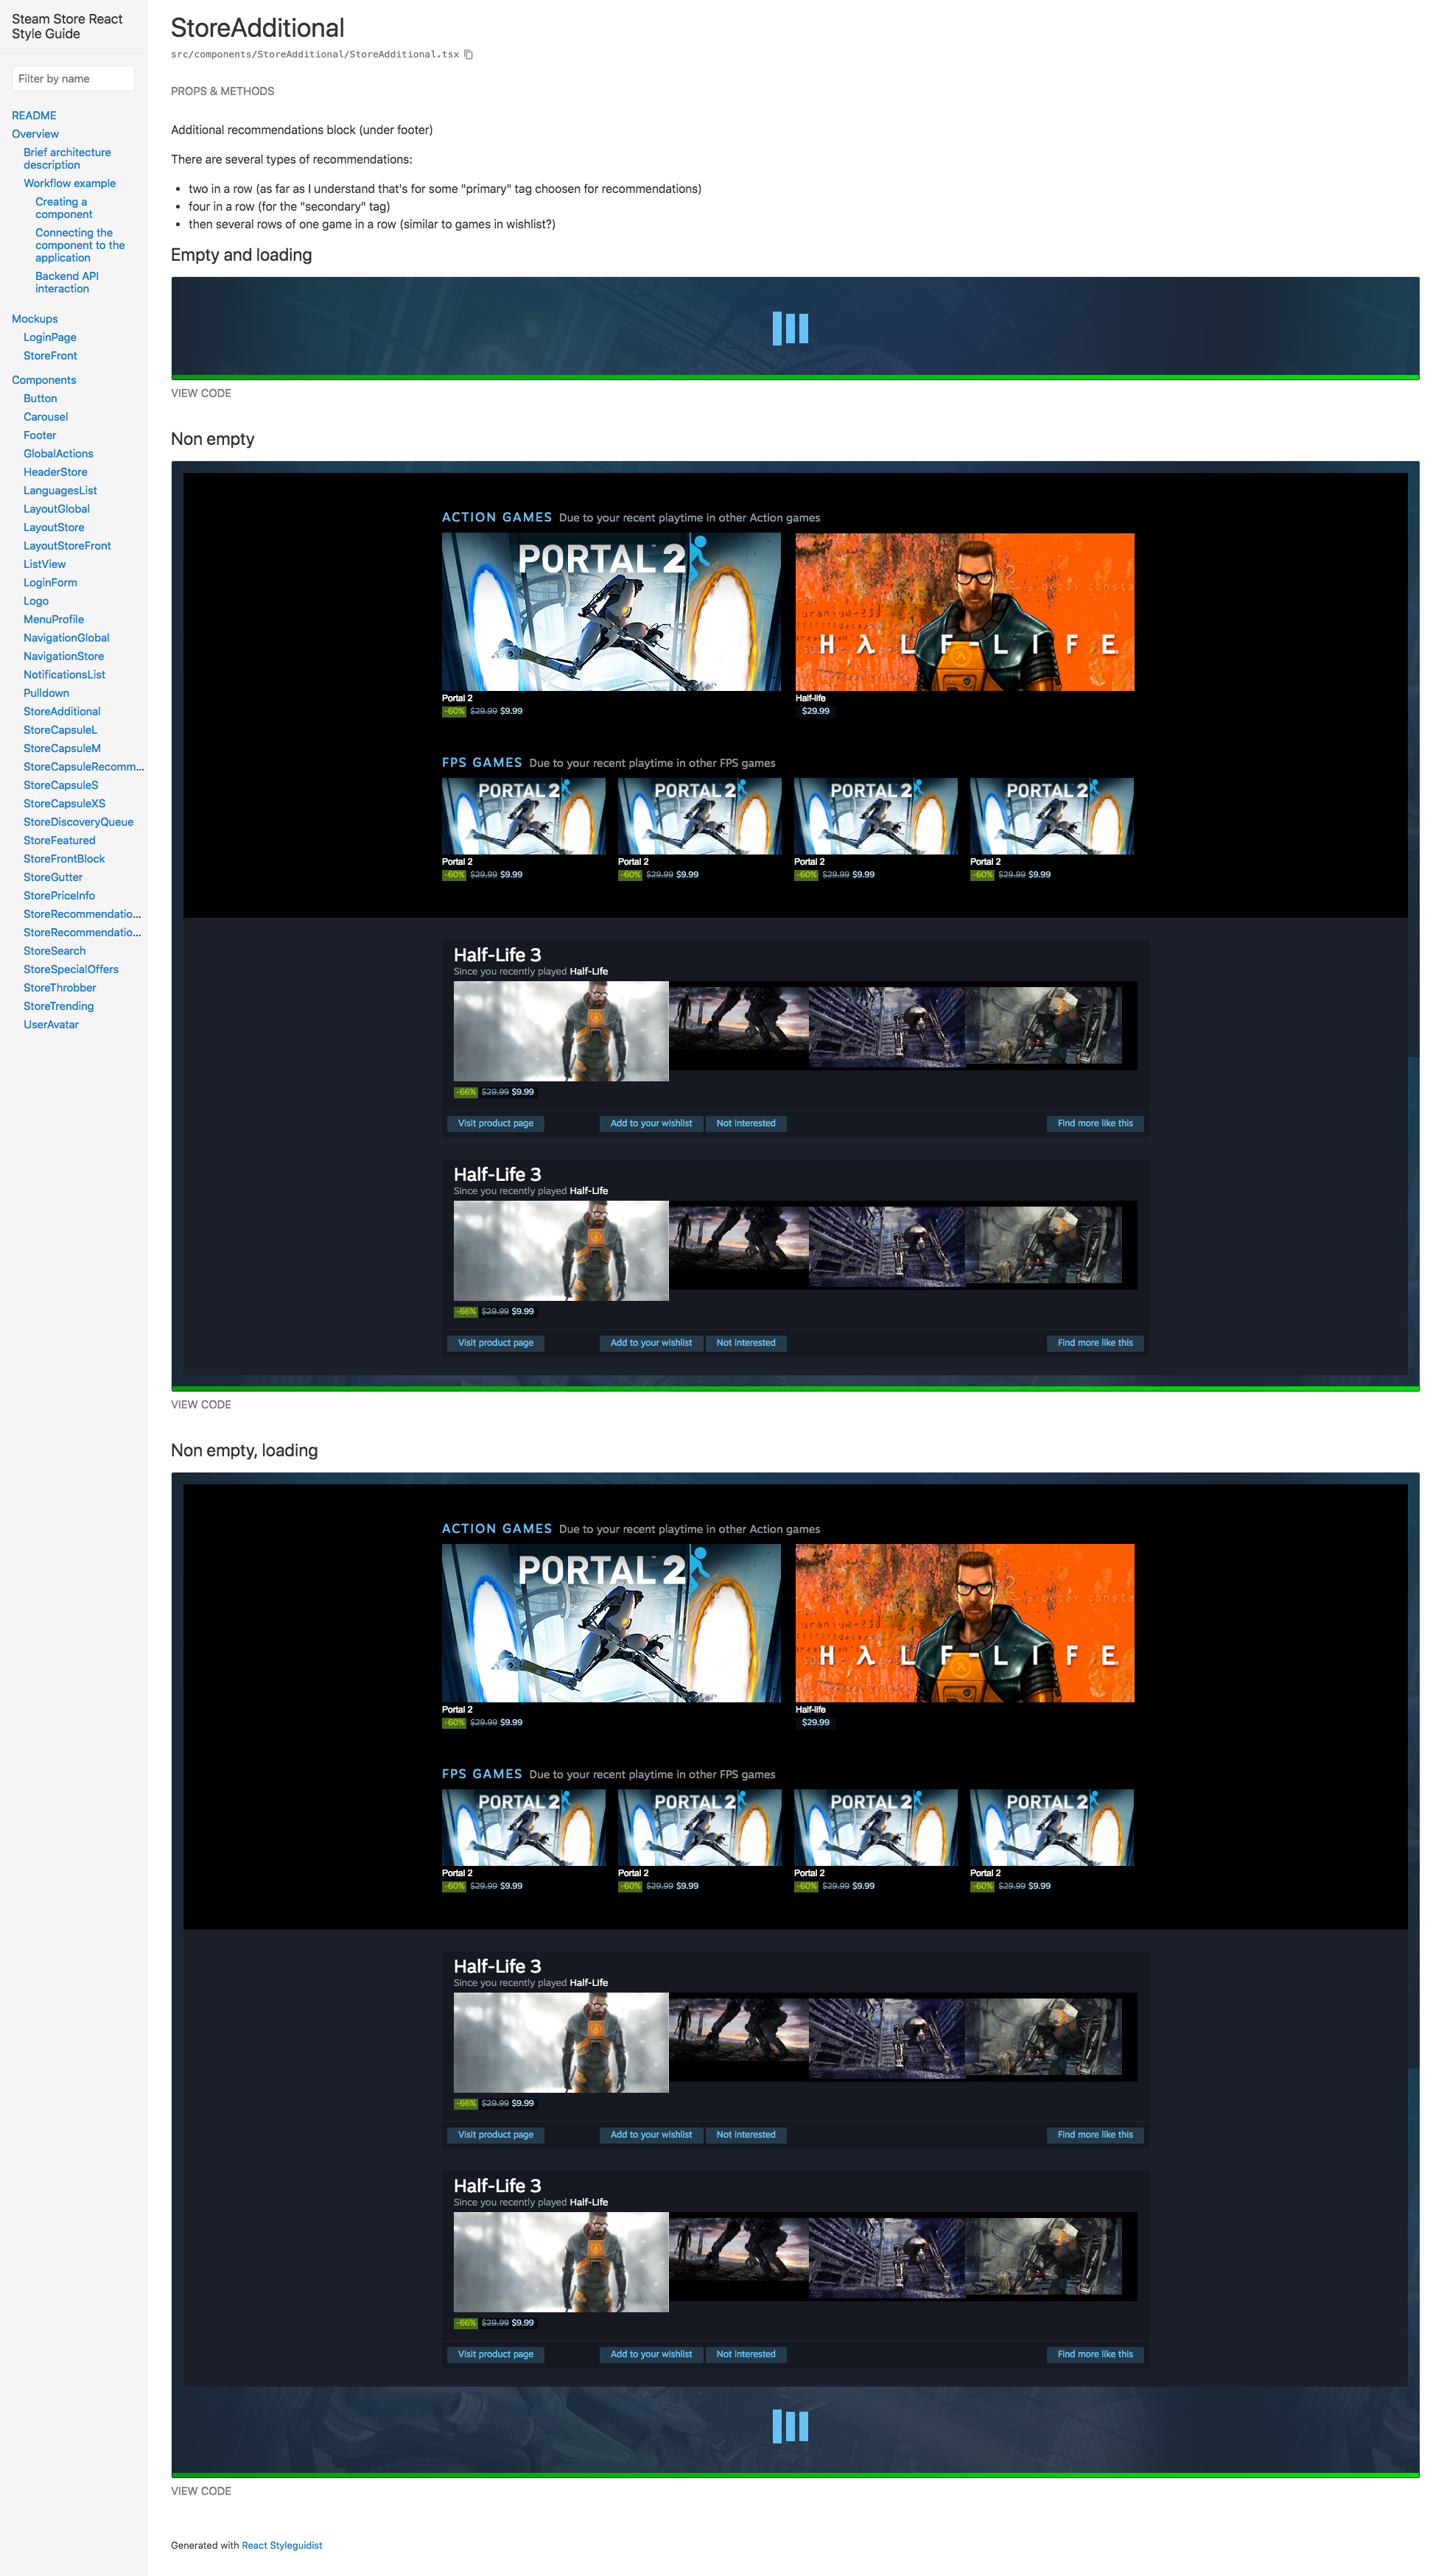 Steam Store React
Style Guide
Filter by name
README
Overview
Brief architecture
description
Workflow example
Creating a
component
Connecting the
component to the
application
Backend API
interaction
Mockups
LoginPage
StoreFront
Components
Button
Carousel
Footer
GlobalActions
HeaderStore
LanguagesList
LayoutGlobal
LayoutStore
LayoutStoreFront
ListView
LoginForm
Logo
MenuProfile
NavigationGlobal
NavigationStore
NotificationsList
Pulldown
StoreAdditional
StoreCapsuleL
StoreCapsuleM
StoreCapsuleRecomm...
StoreCapsuleS
StoreCapsuleXS
StoreDiscoveryQueue
StoreFeatured
StoreFrontBlock
StoreGutter
StorePriceInfo
StoreRecommendatio...
StoreRecommendatio...
StoreSearch
StoreSpecialOffers
StoreThrobber
StoreTrending
UserAvatar
StoreAdditional
src/components/StoreAdditional/StoreAdditional.tsx
PROPS & METHODS
Additional recommendations block (under footer)
There are several types of recommendations:
• two in a row (as far as I understand that's for some "primary" tag choosen for recommendations)
• four in a row (for the "secondary" tag)
• then several rows of one game in a row (similar to games in wishlist?)
Empty and loading
VIEW CODE
Non empty
ACTION GAMES Due to your recent playtime in other Action games
PORTAL 2
HλLF-LIFE
Portal 2
-60% $29.99 $9.99
Half-life
$29.99
FPS GAMES Due to your recent playtime in other FPS games
PORTAL 2 PORTAL 2 PORTAL 2 PORTAL 2
Portal 2 Portal 2 Portal 2 Portal 2
-60% $29.99 $9.99 -60% $29.99 $9.99 -60% $29.99 $9.99 -60% $29.99 $9.99
Half-Life 3
Since you recently played Half-Life
-66% $29.99 $9.99
Visit product page Add to your wishlist Not interested Find more like this
Half-Life 3
Since you recently played Half-Life
-66% $29.99 $9.99
Visit product page Add to your wishlist Not interested Find more like this
VIEW CODE
Non empty, loading
ACTION GAMES Due to your recent playtime in other Action games
PORTAL 2
HλLF-LIFE
Portal 2
-60% $29.99 $9.99
Half-life
$29.99
FPS GAMES Due to your recent playtime in other FPS games
PORTAL 2 PORTAL 2 PORTAL 2 PORTAL 2
Portal 2 Portal 2 Portal 2 Portal 2
-60% $29.99 $9.99 -60% $29.99 $9.99 -60% $29.99 $9.99 -60% $29.99 $9.99
Half-Life 3
Since you recently played Half-Life
-66% $29.99 $9.99
Visit product page Add to your wishlist Not interested Find more like this
Half-Life 3
Since you recently played Half-Life
-66% $29.99 $9.99
Visit product page Add to your wishlist Not interested Find more like this
VIEW CODE
Generated with React Styleguidist